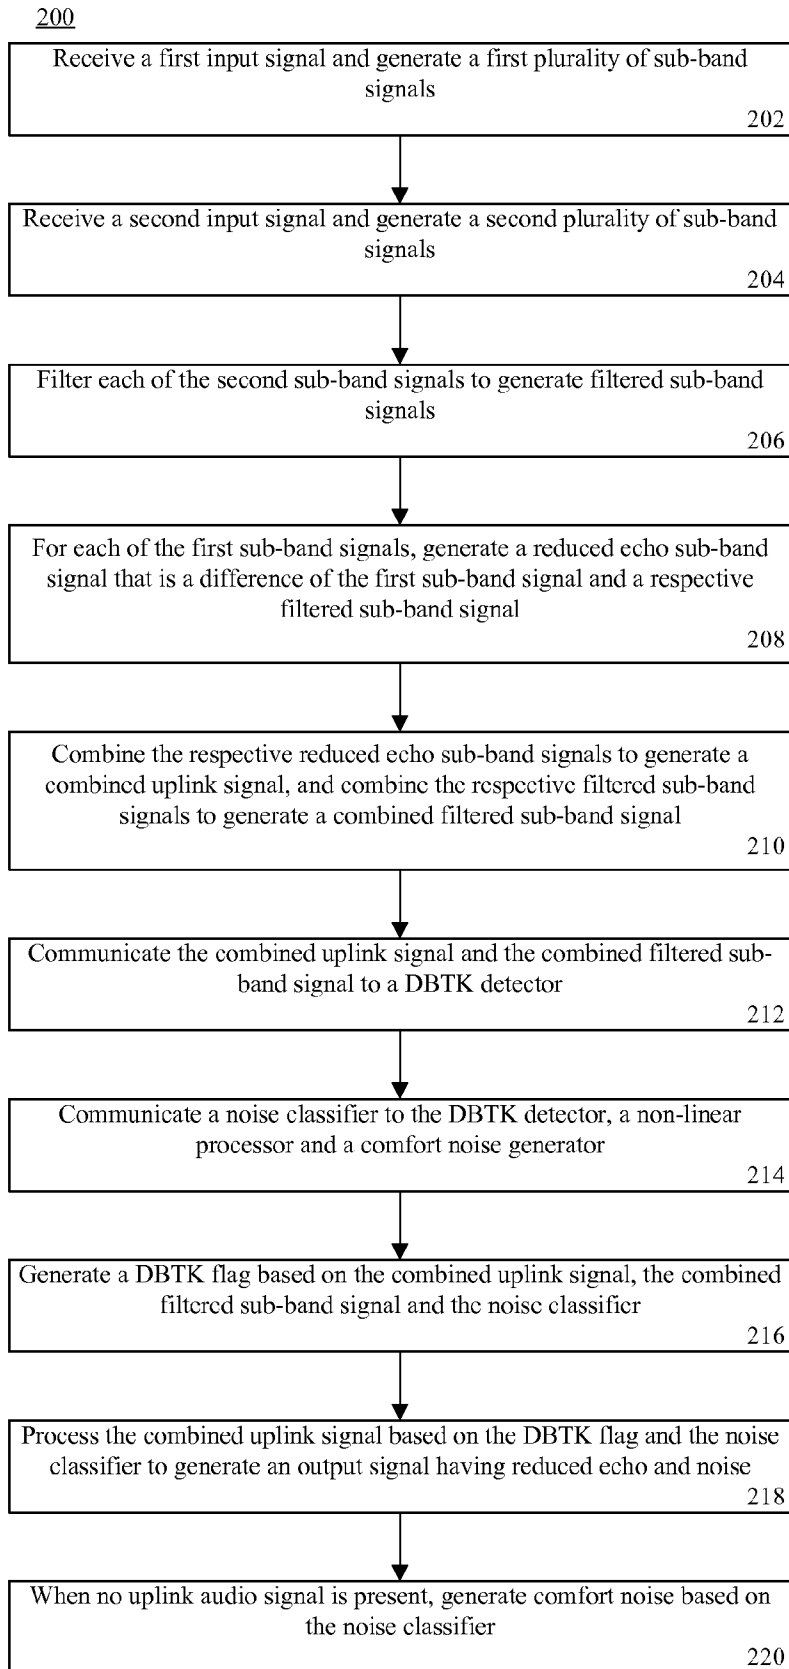 200
Receive a first input signal and generate a first plurality of sub-band
signals
202
Receive a second input signal and generate a second plurality of sub-band
signals
204
Filter each of the second sub-band signals to generate filtered sub-band
signals
206
For each of the first sub-band signals, generate a reduced echo sub-band
signal that is a difference of the first sub-band signal and a respective
filtered sub-band signal
208
Combine the respective reduced echo sub-band signals to generate a
combined uplink signal, and combine the respective filtered sub-band
signals to generate a combined filtered sub-band signal
210
Communicate the combined uplink signal and the combined filtered sub-
band signal to a DBTK detector
212
Communicate a noise classifier to the DBTK detector, a non-linear
processor and a comfort noise generator
214
Generate a DBTK flag based on the combined uplink signal, the combined
filtered sub-band signal and the noise classifier
216
Process the combined uplink signal based on the DBTK flag and the noise
classifier to generate an output signal having reduced echo and noise
218
When no uplink audio signal is present, generate comfort noise based on
the noise classifier
220